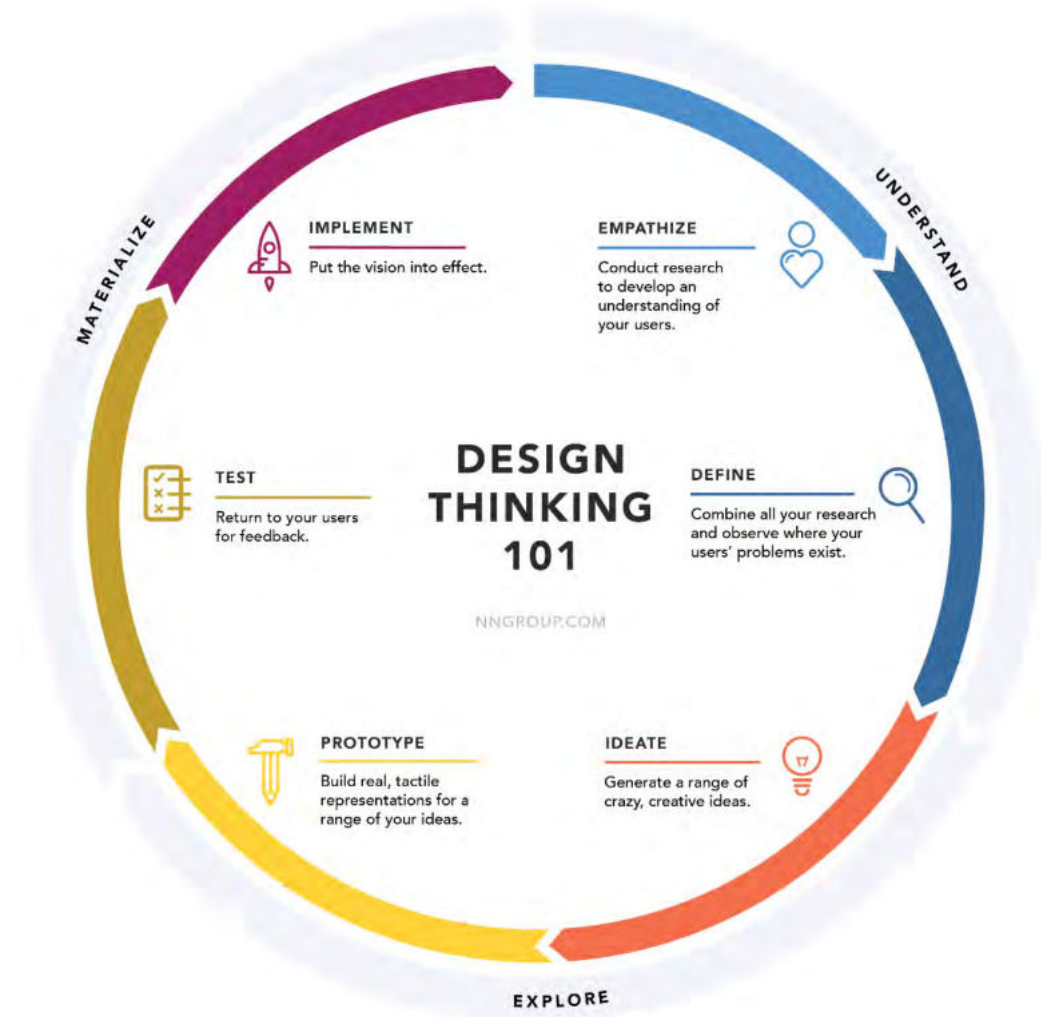 UNDERSTAND
EMPATHIZE
Conduct research
to develop an
understanding of
your users.
DEFINE
Combine all your research
and observe where your
users' problems exist.
EXPLORE
IDEATE
Generate a range of
crazy, creative ideas.
PROTOTYPE
Build real, tactile
representations for a
range of your ideas.
MATERIALIZE
TEST
Return to your users
for feedback.
IMPLEMENT
Put the vision into effect.
DESIGN
THINKING
101
NNGROUP.COM